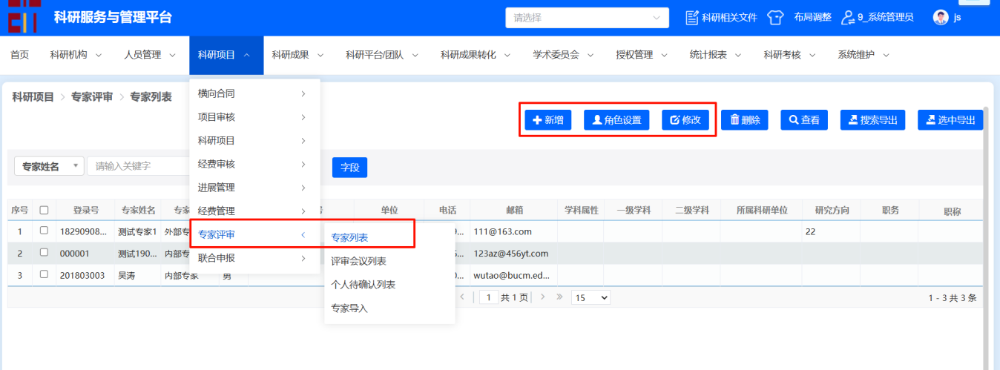 科研服务与管理平台
请选择
科研相关文件
布局调整
9_系统管理员
js
首页 科研机构 人员管理 科研项目 科研成果 科研平台/团队 科研成果转化 学术委员会 授权管理 统计报表 科研考核 系统维护
科研项目 > 专家评审 > 专家列表
横向合同
项目审核
科研项目
经费审核
进展管理
经费管理
专家评审
联合申报
专家列表
评审会议列表
个人待确认列表
专家导入
新增 角色设置 修改 删除 查看 搜索导出 选中导出
专家姓名 请输入关键字 字段
序号 登录号 专家姓名 专家 单位 电话 邮箱 学科属性 一级学科 二级学科 所属科研单位 研究方向 职务 职称
1 18290908... 测试专家1 外部专 111@163.com 22
2 000001 测试190... 内部专 123az@456yt.com
3 201803003 吴涛 内部专家 男 wutao@bucm.ed...
1 共 1 页 15
1 - 3 共 3 条